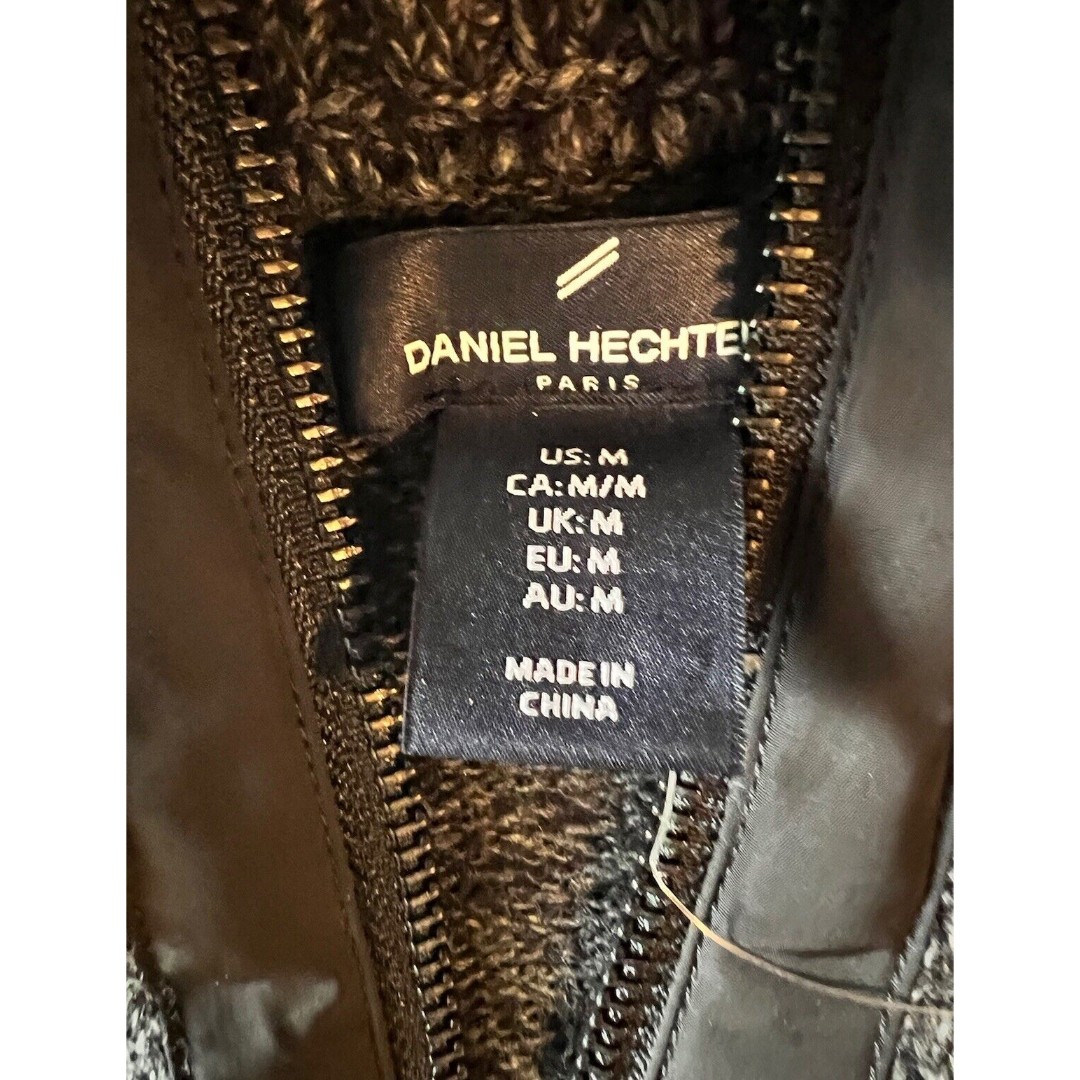 DANIEL HECHTE
PARIS
US: M
CA: M/M
UK: M
EU: M
AU: M
MADE IN
CHINA